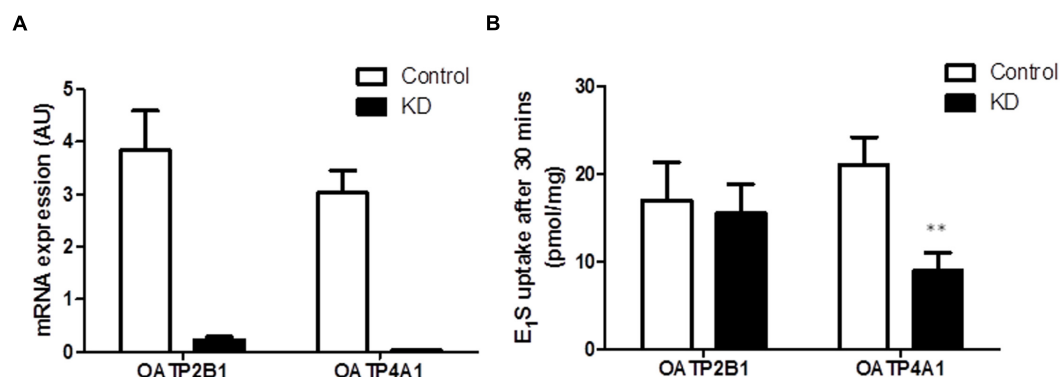 A
mRNA expression (AU)
5
4
3
2
1
0
Control
KD
OATP2B1
OATP4A1
B
E₁S uptake after 30 mins
(pmol/mg)
30
20
10
0
Control
KD
**
OATP2B1
OATP4A1